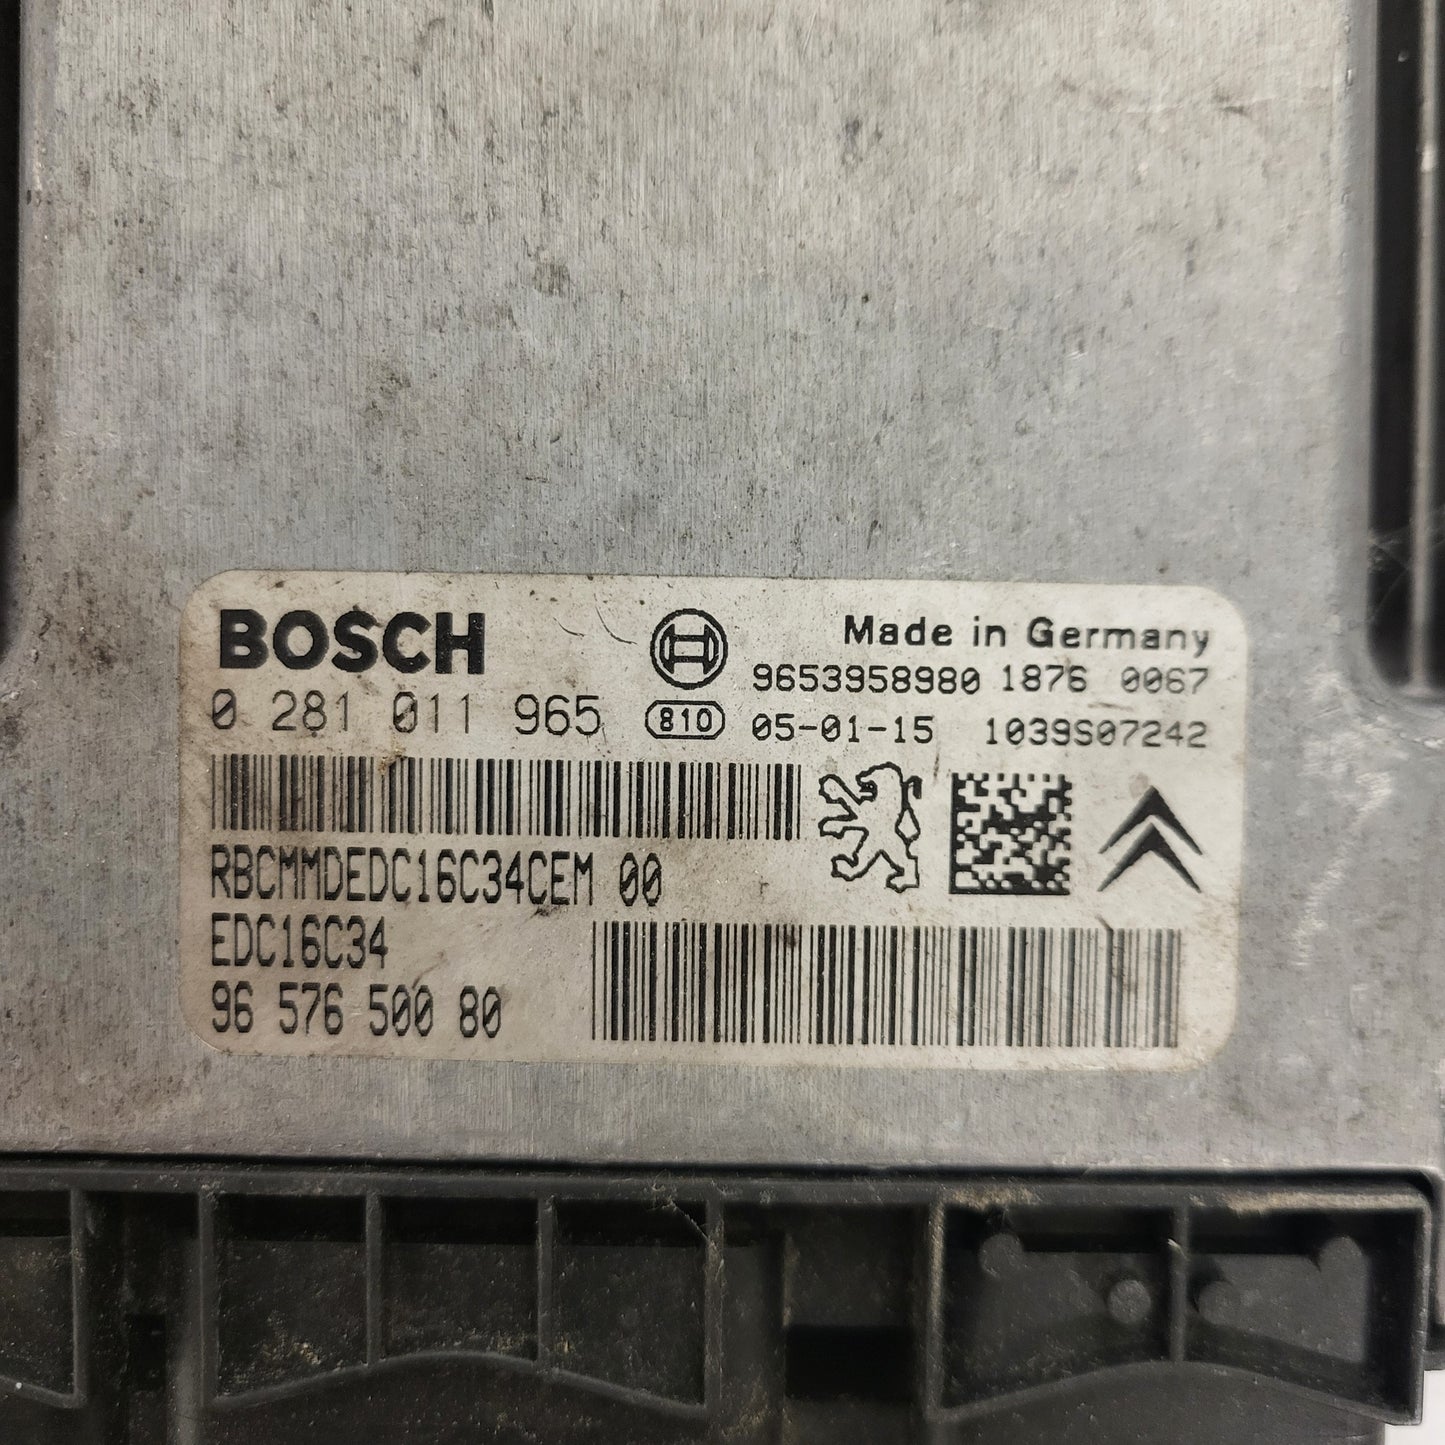 BOSCH
Made in Germany
9653958980 1876 0067
0 281 011 965 810 05-01-15 1039S07242
RBCMMDEDC16C34CEM 00
EDC16C34
96 576 500 80